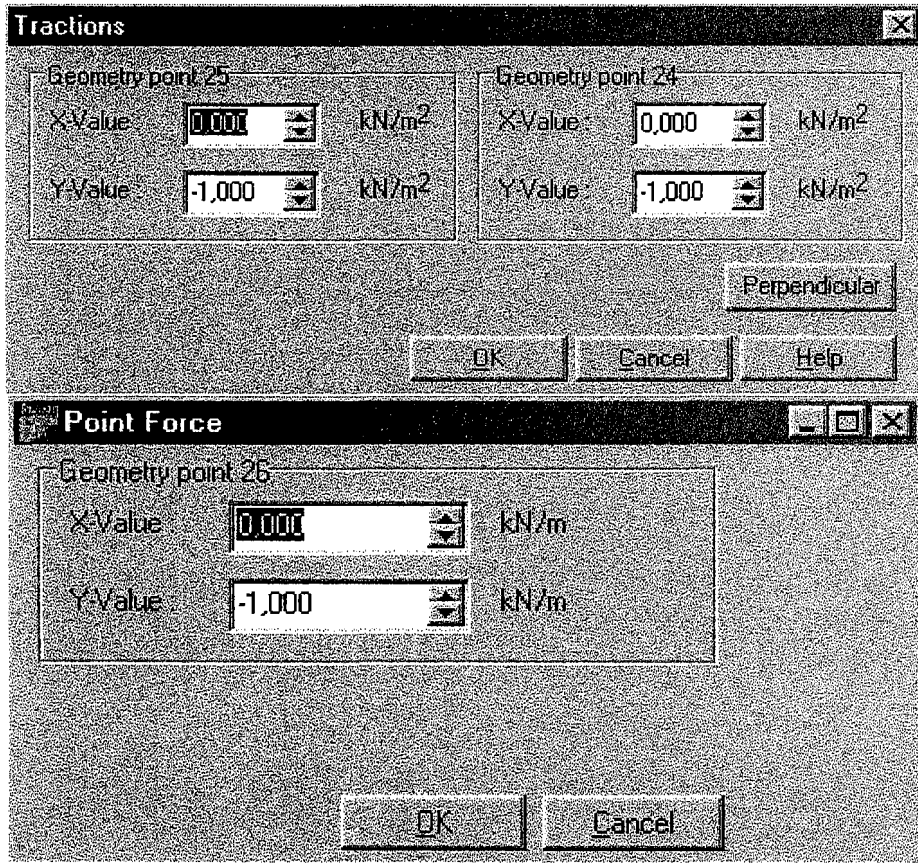 Tractions
Geometry point 25
X-Value : 0,000 kN/m2
Y-Value : -1,000 kN/m2
Geometry point 24
X-Value : 0,000 kN/m2
Y-Value : -1,000 kN/m2
Perpendicular
OK Cancel Help
Point Force
Geometry point 26
X-Value 0,000 kN/m
Y-Value : -1,000 kN/m
OK Cancel